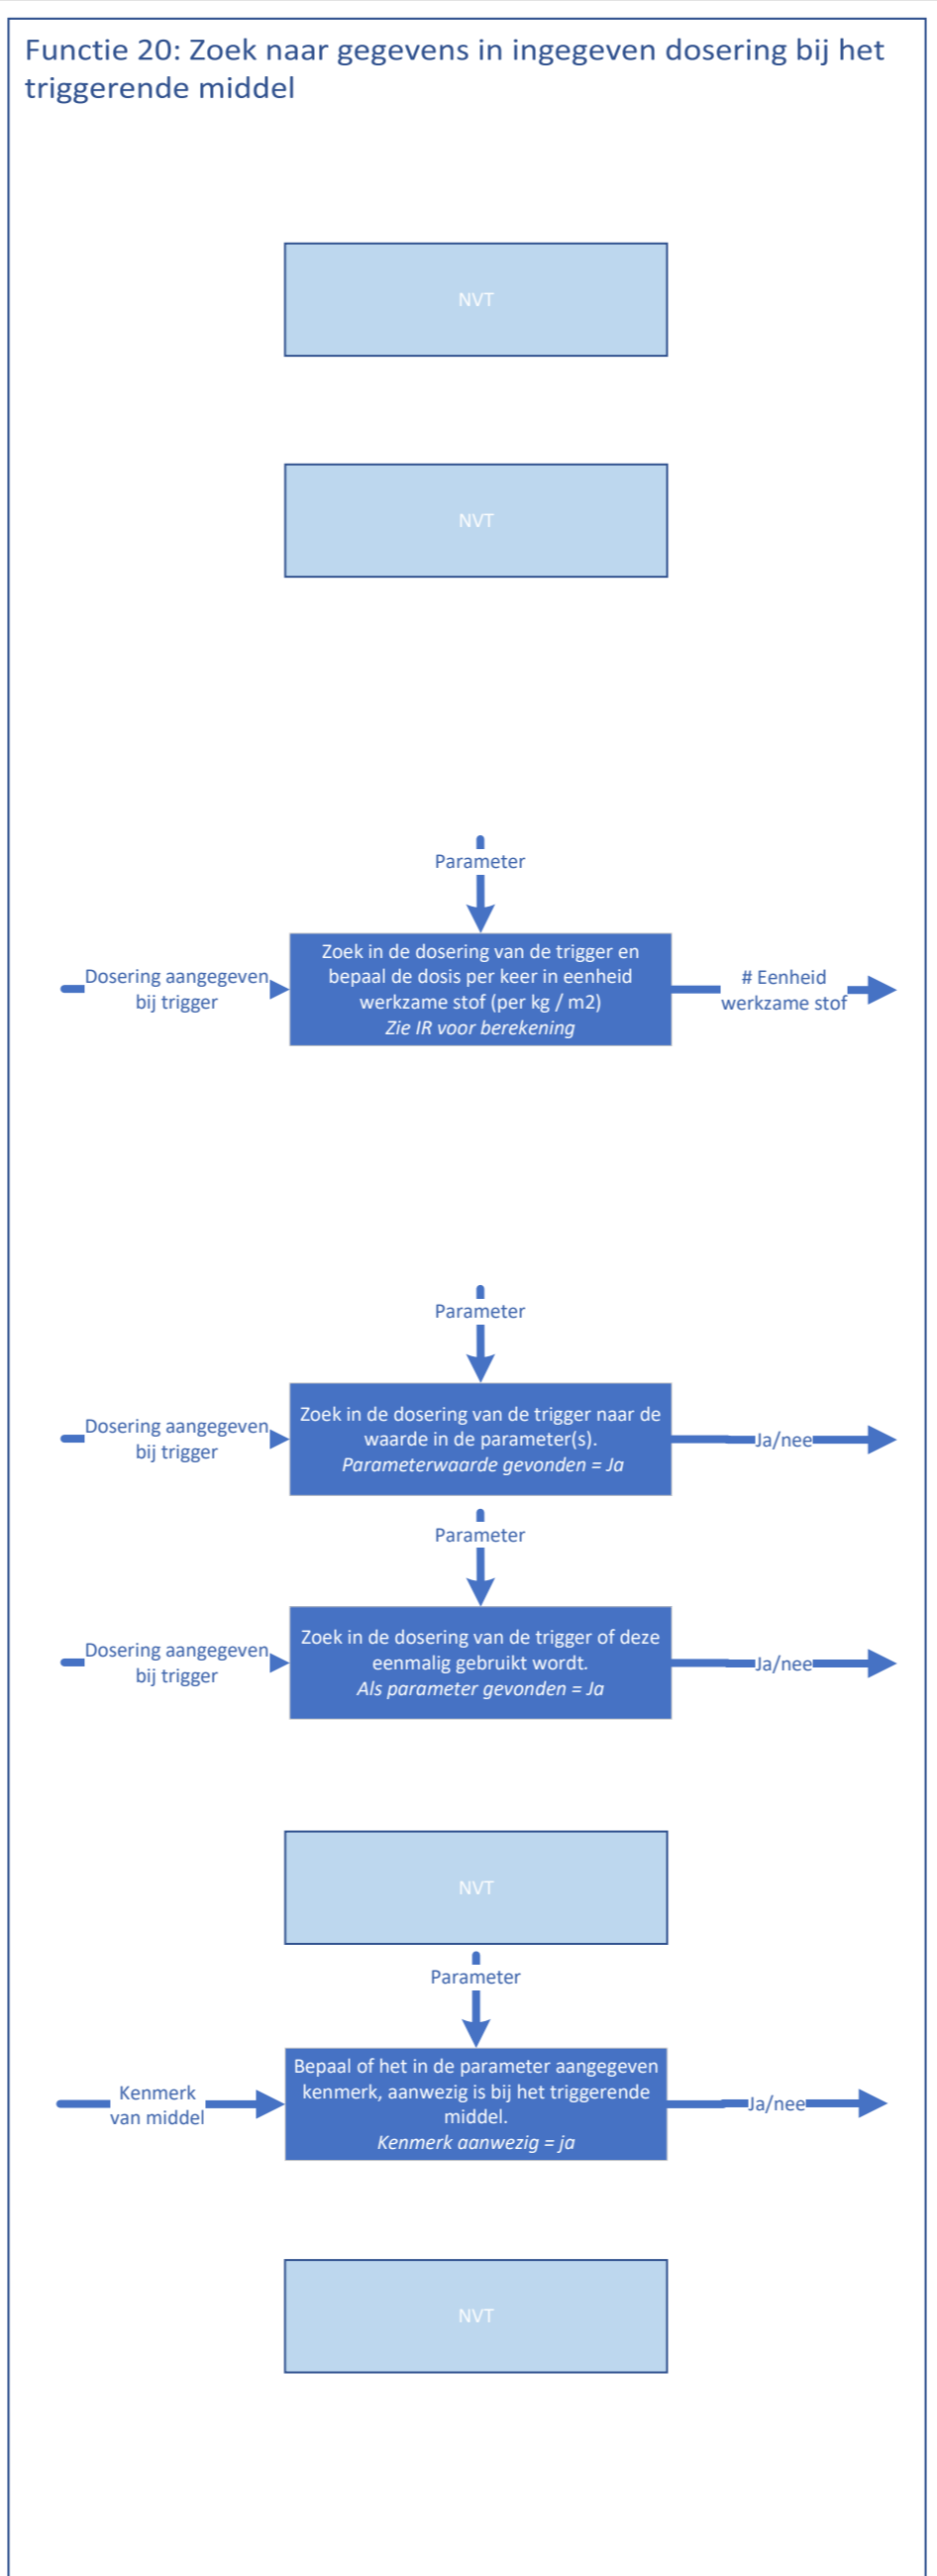 Functie 20: Zoek naar gegevens in ingegeven dosering bij het
triggerende middel
NVT
NVT
Parameter
Dosering aangegeven
bij trigger
Zoek in de dosering van de trigger en
bepaal de dosis per keer in eenheid
werkzame stof (per kg / m2)
Zie IR voor berekening
# Eenheid
werkzame stof
Parameter
Dosering aangegeven
bij trigger
Zoek in de dosering van de trigger naar de
waarde in de parameter(s).
Parameterwaarde gevonden = Ja
Ja/nee
Parameter
Dosering aangegeven
bij trigger
Zoek in de dosering van de trigger of deze
eenmalig gebruikt wordt.
Als parameter gevonden = Ja
Ja/nee
NVT
Parameter
Kenmerk
van middel
Bepaal of het in de parameter aangegeven
kenmerk, aanwezig is bij het triggerende
middel.
Kenmerk aanwezig = ja
Ja/nee
NVT